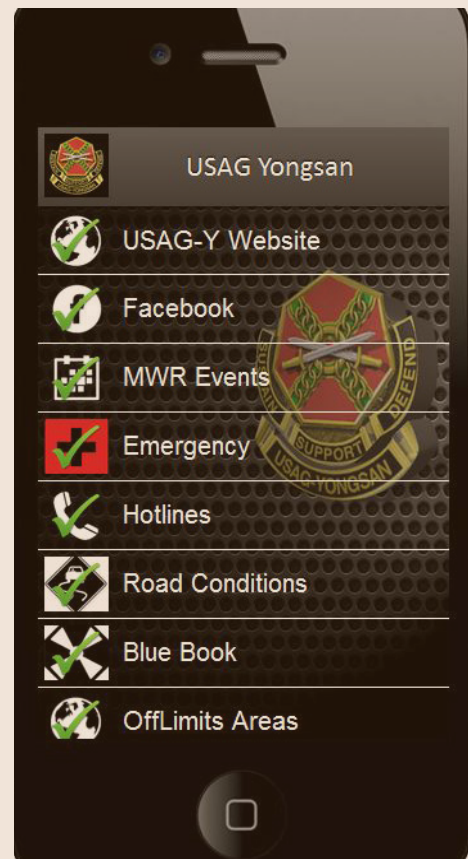 USAG Yongsan
USAG-Y Website
Facebook
MWR Events
Emergency
Hotlines
Road Conditions
Blue Book
OffLimits Areas
SUPPORT
DEFEND
USAG-YONGSAN